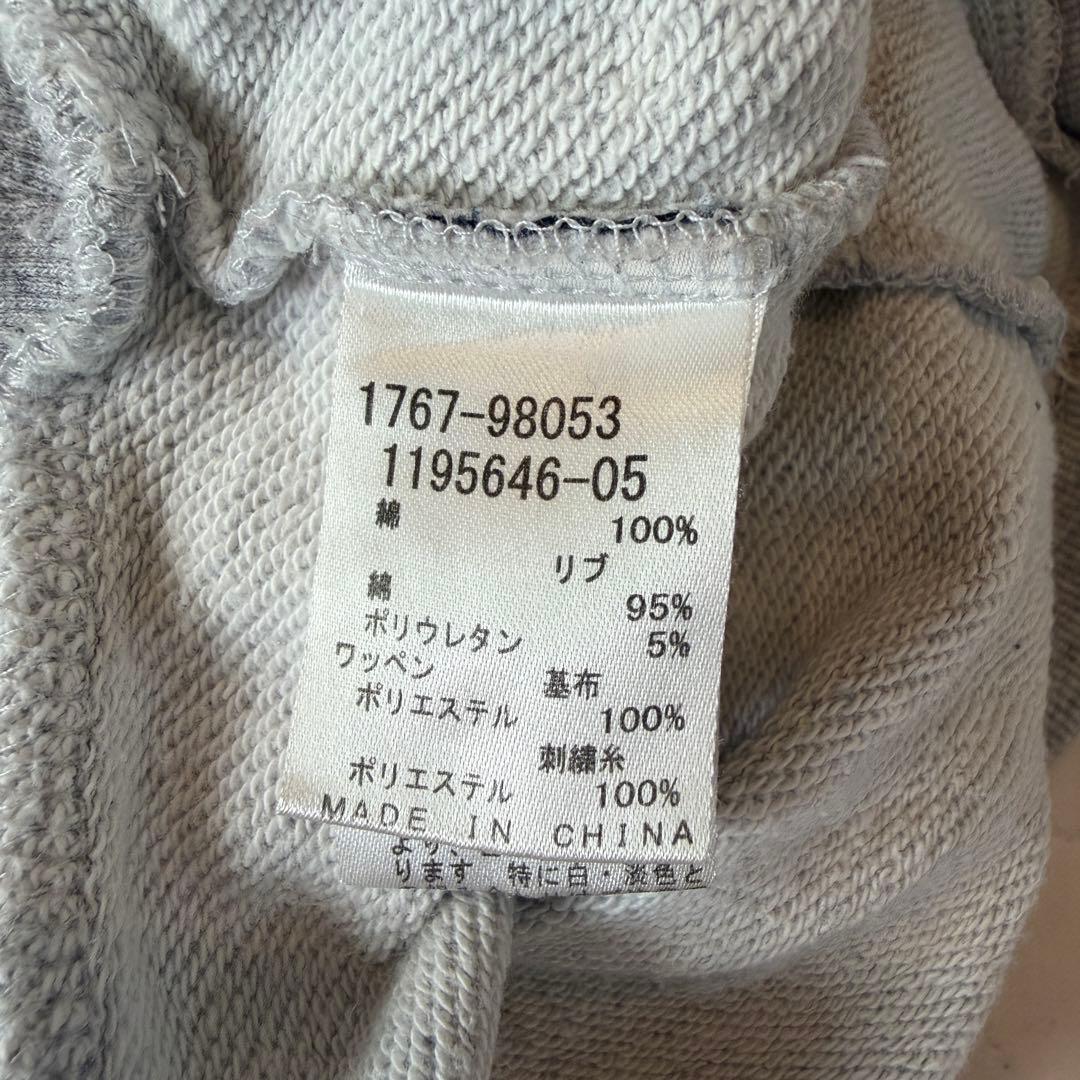 1767-98053
1195646-05
綿 100%
リブ
綿 95%
ポリウレタン 5%
ワッペン 基布
ポリエステル 100%
刺繍糸
ポリエステル 100%
MADE IN CHINA
ります 特に白・淡色と